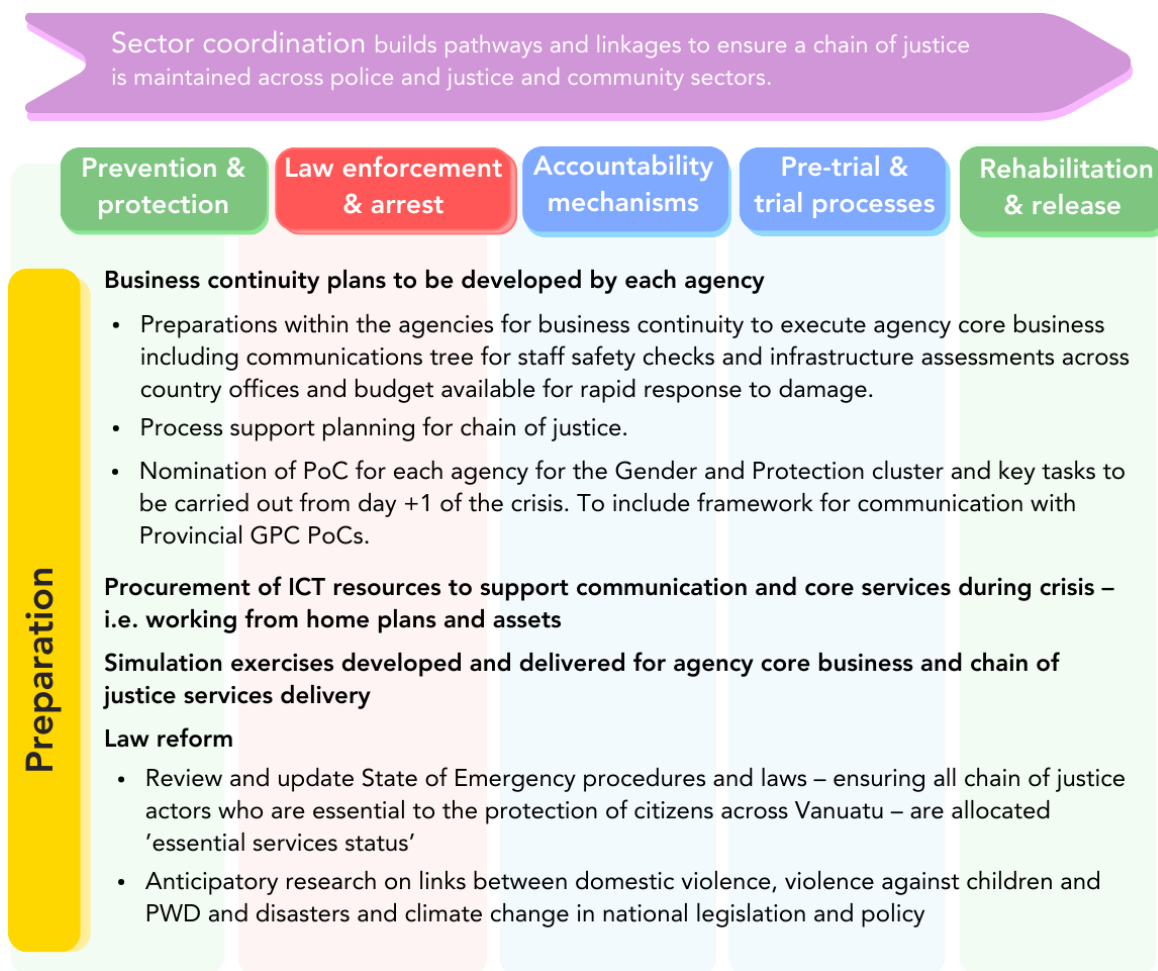 Sector coordination builds pathways and linkages to ensure a chain of justice
is maintained across police and justice and community sectors.
Prevention &
protection
Law enforcement
& arrest
Accountability
mechanisms
Pre-trial &
trial processes
Rehabilitation
& release
Preparation
Business continuity plans to be developed by each agency
• Preparations within the agencies for business continuity to execute agency core business
including communications tree for staff safety checks and infrastructure assessments across
country offices and budget available for rapid response to damage.
• Process support planning for chain of justice.
• Nomination of PoC for each agency for the Gender and Protection cluster and key tasks to
be carried out from day +1 of the crisis. To include framework for communication with
Provincial GPC PoCs.
Procurement of ICT resources to support communication and core services during crisis –
i.e. working from home plans and assets
Simulation exercises developed and delivered for agency core business and chain of
justice services delivery
Law reform
• Review and update State of Emergency procedures and laws – ensuring all chain of justice
actors who are essential to the protection of citizens across Vanuatu – are allocated
'essential services status'
• Anticipatory research on links between domestic violence, violence against children and
PWD and disasters and climate change in national legislation and policy